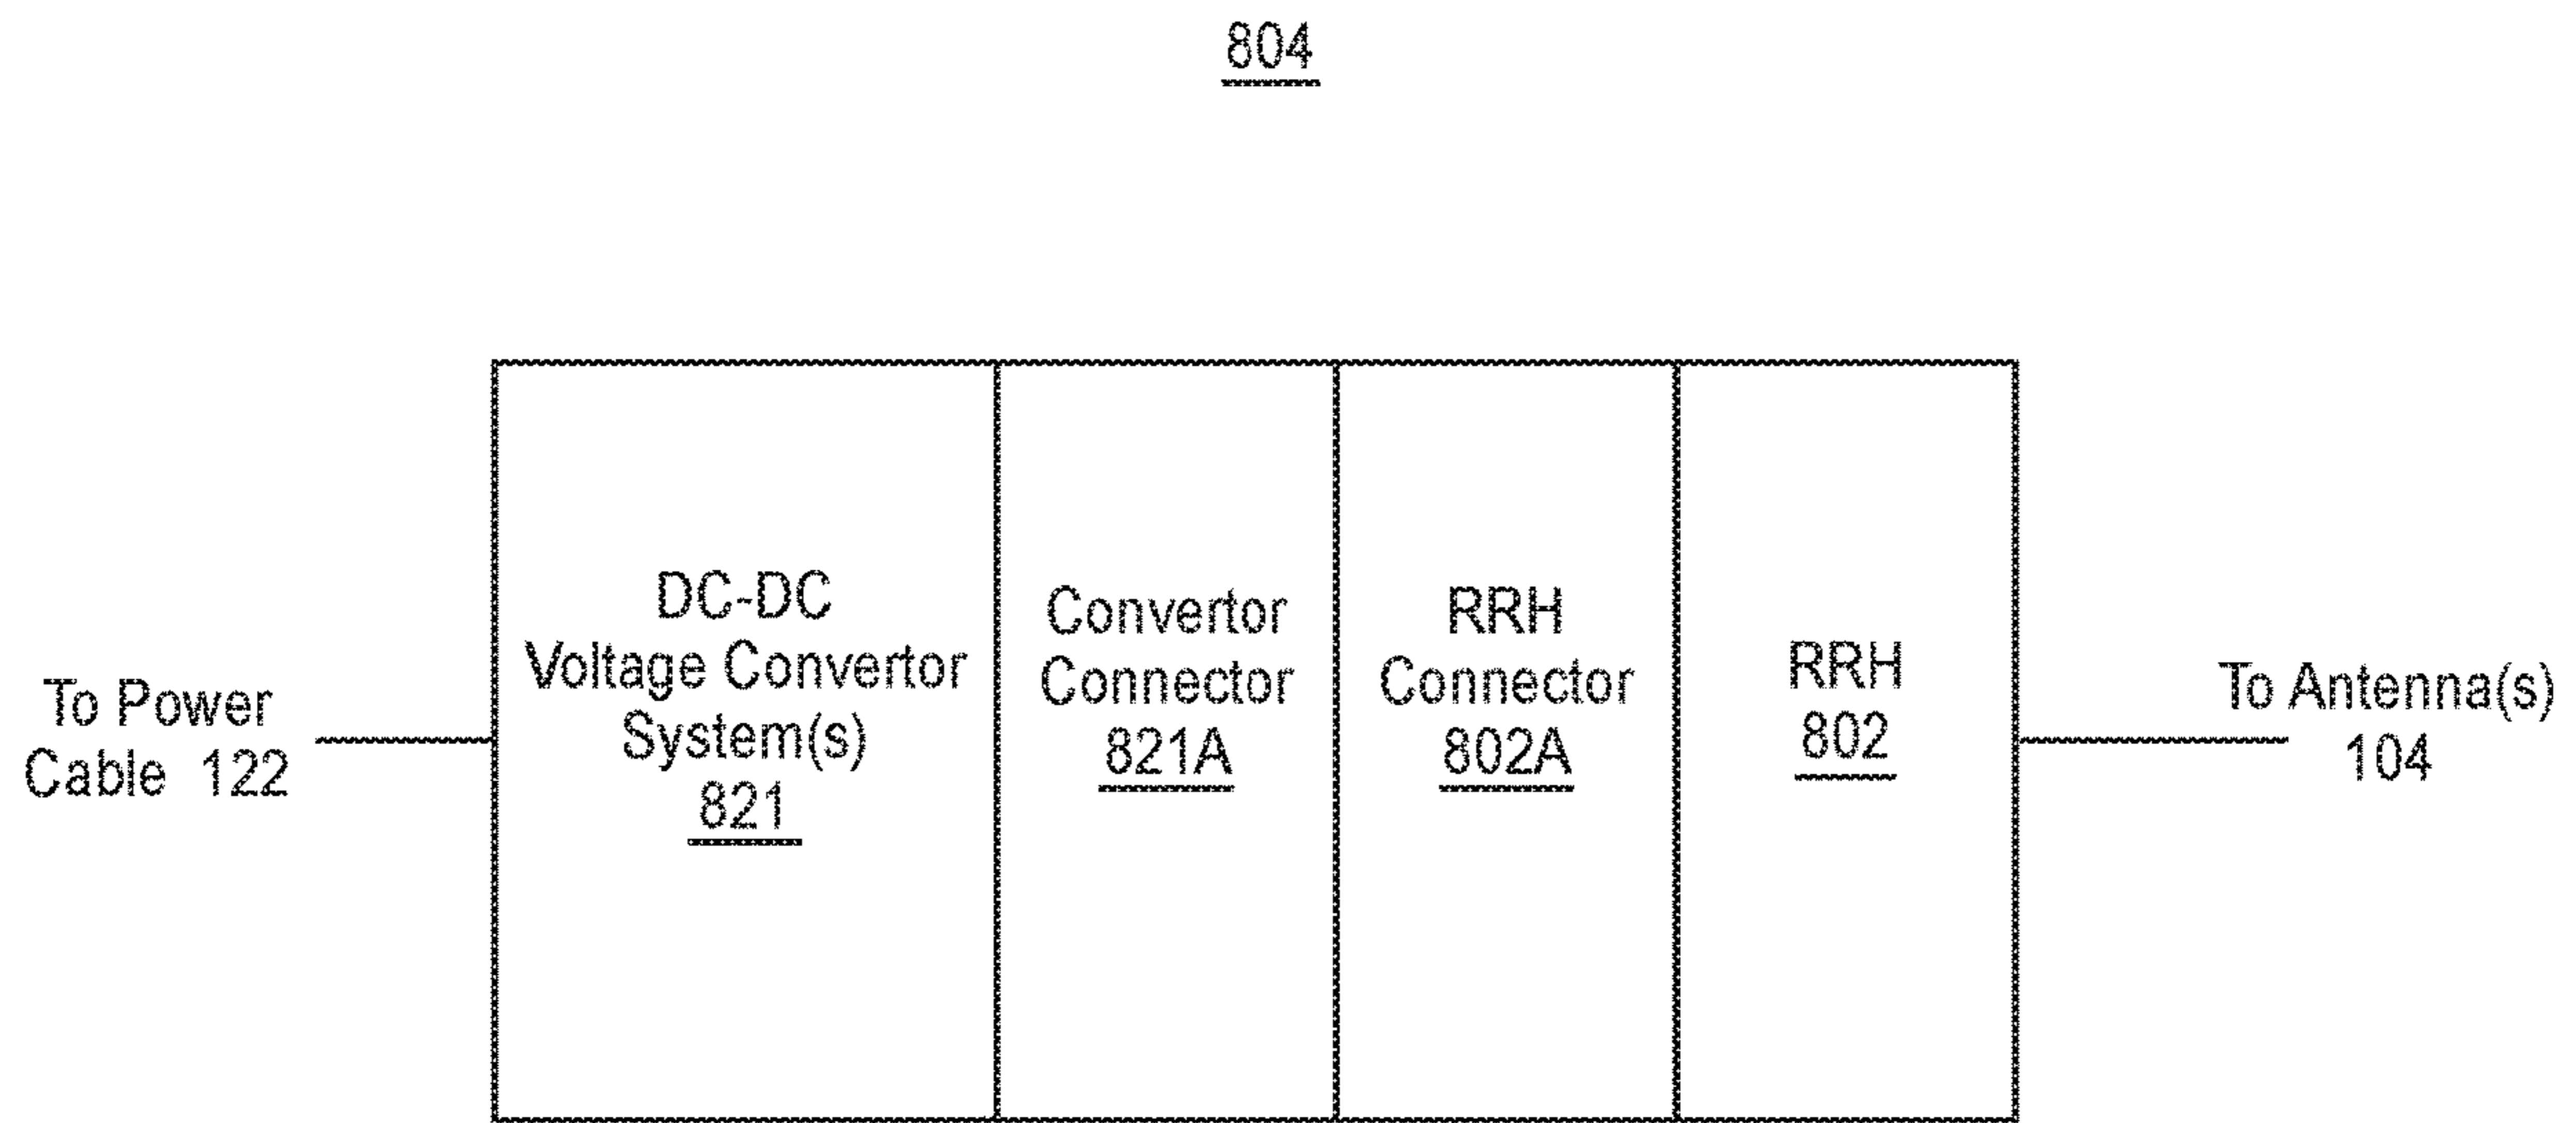 804
To Power
Cable 122
DC-DC
Voltage Convertor
System(s)
821
Convertor
Connector
821A
RRH
Connector
802A
RRH
802
To Antenna(s)
104